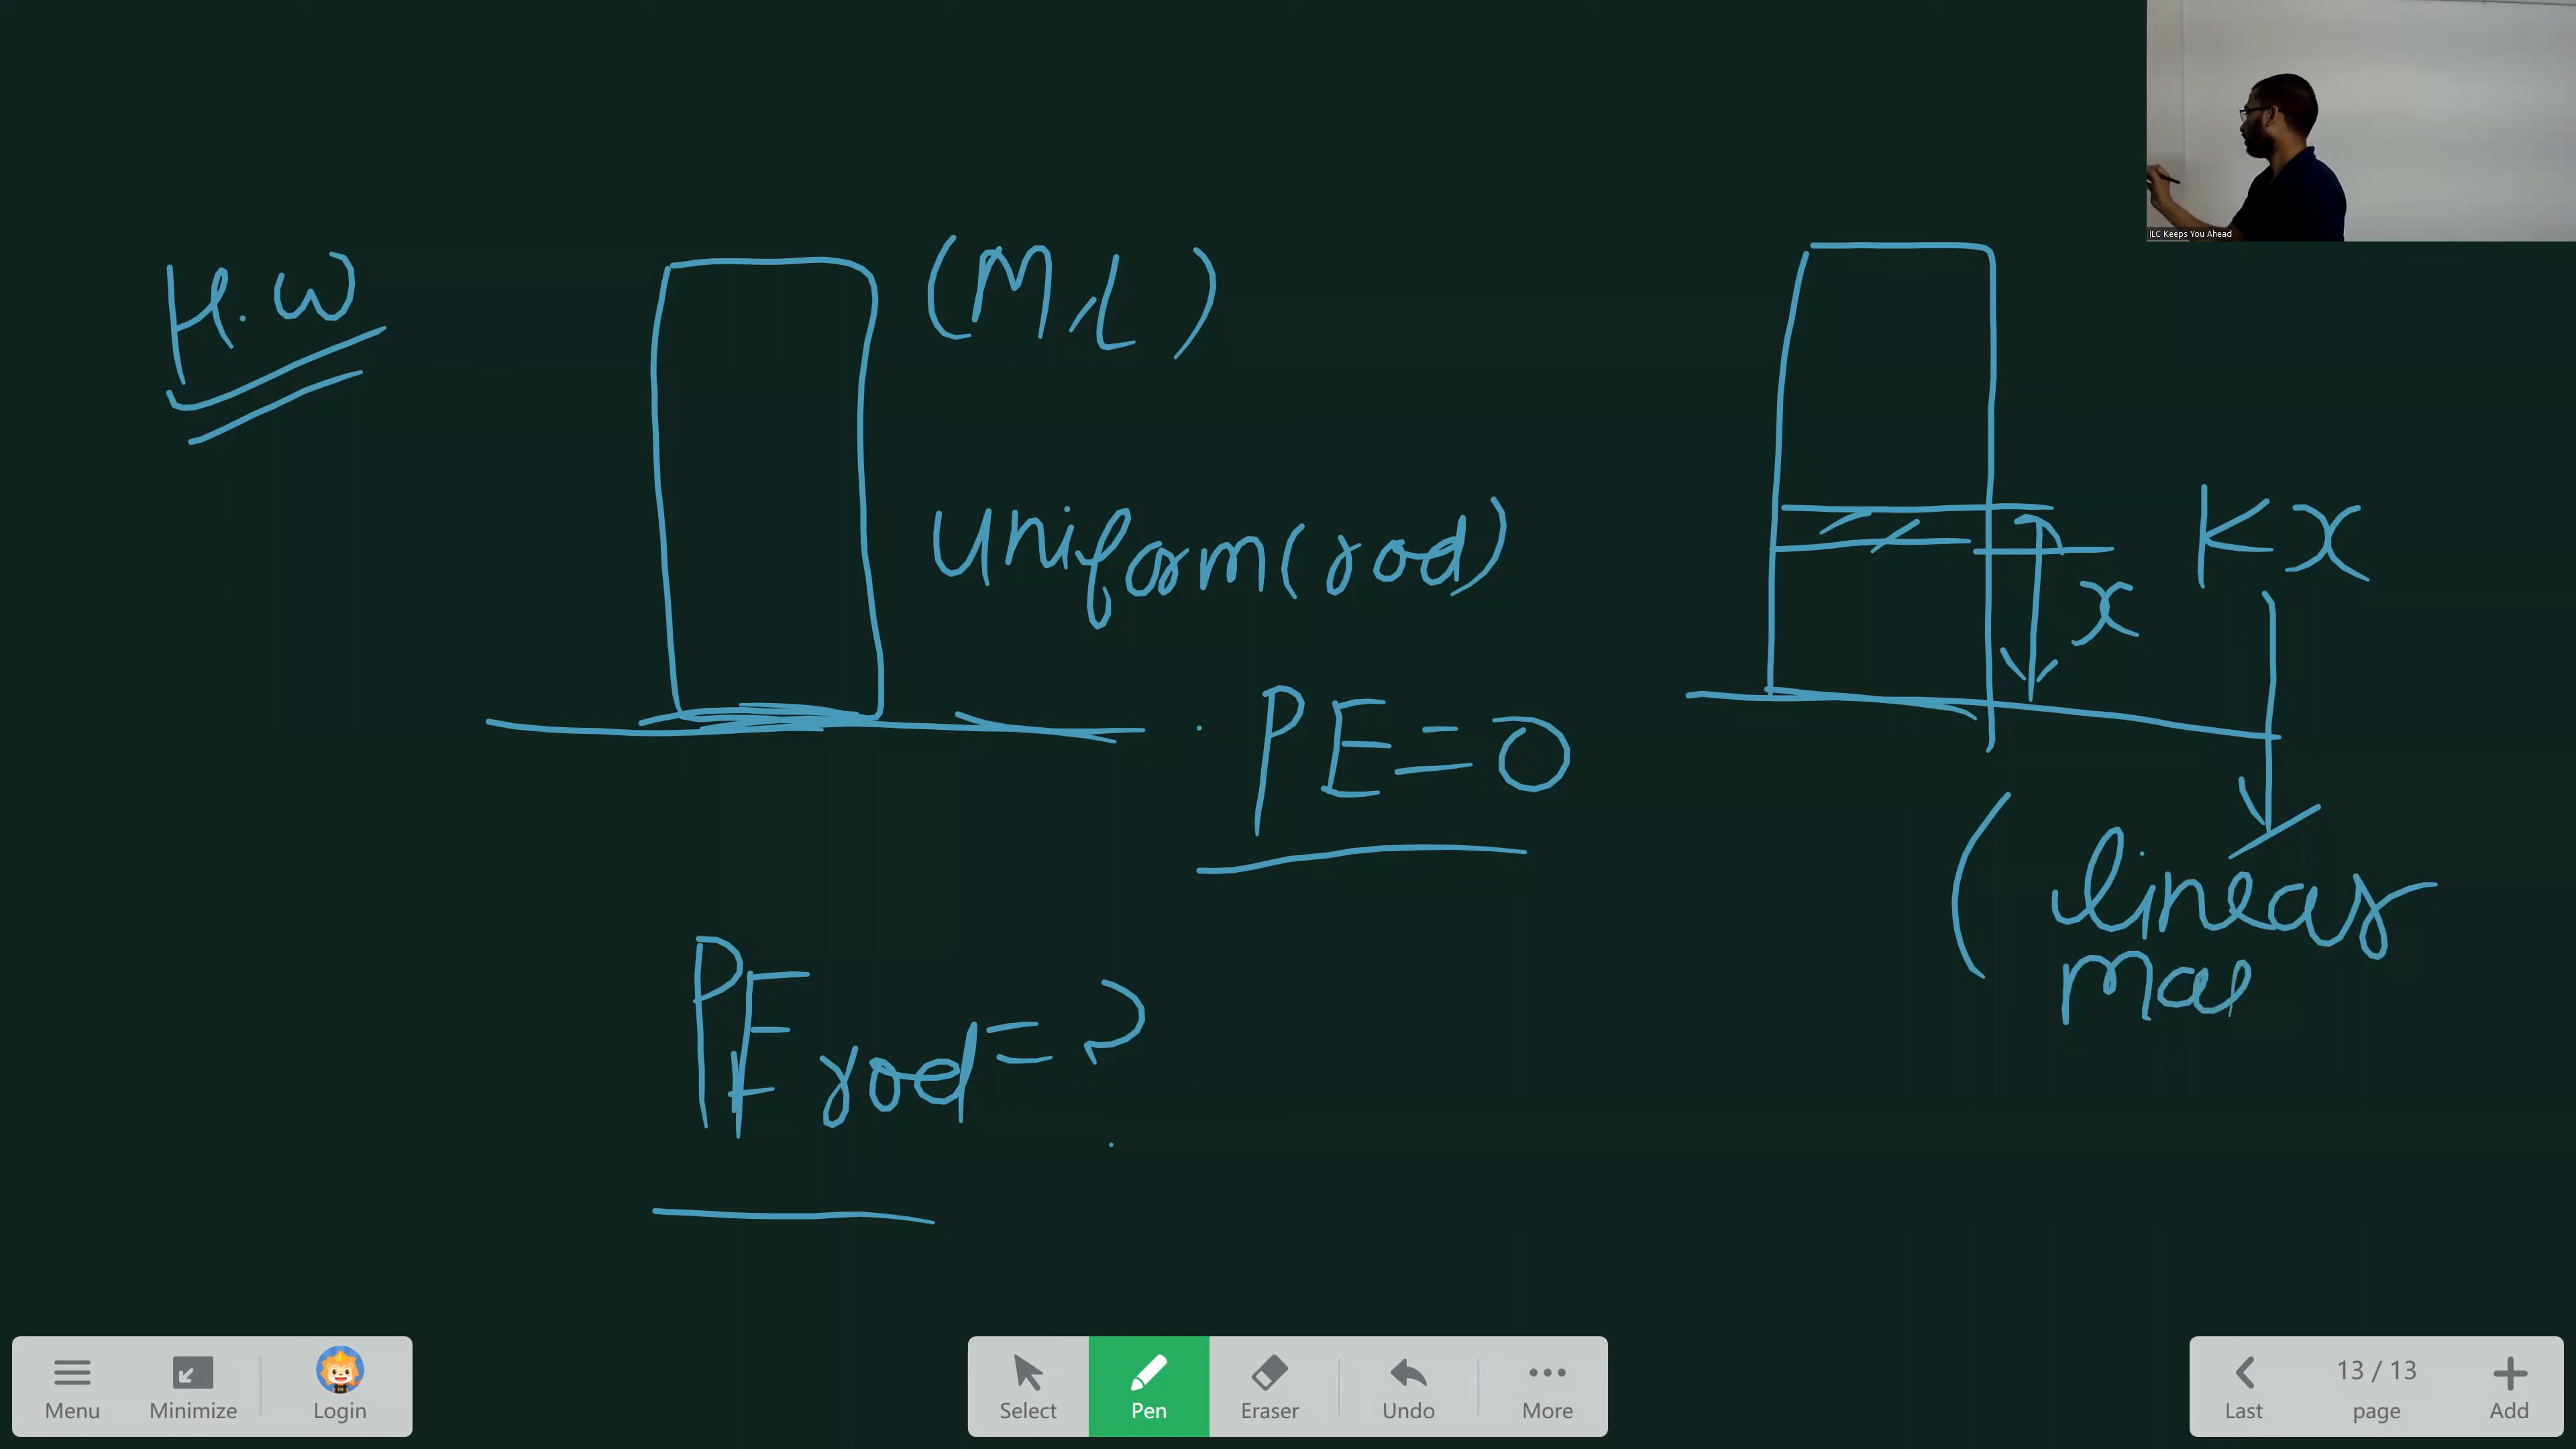 ILC Keeps You Ahead
H.W
(M, L)
Uniform (rod)
PE = 0
PE rod = ?
Kx
x
(linear
mas
Menu
Minimize
Login
Select
Pen
Eraser
Undo
More
Last
13 / 13
page
Add